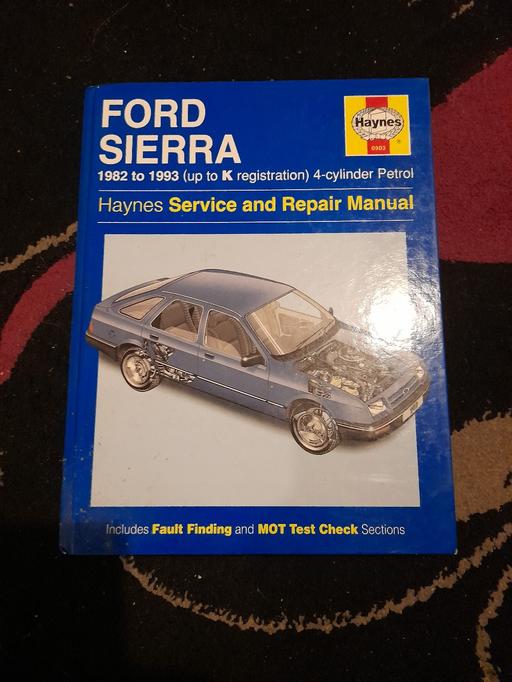 FORD
SIERRA
Haynes
0903
®
1982 to 1993 (up to K registration) 4-cylinder Petrol
Haynes Service and Repair Manual
Includes Fault Finding and MOT Test Check Sections